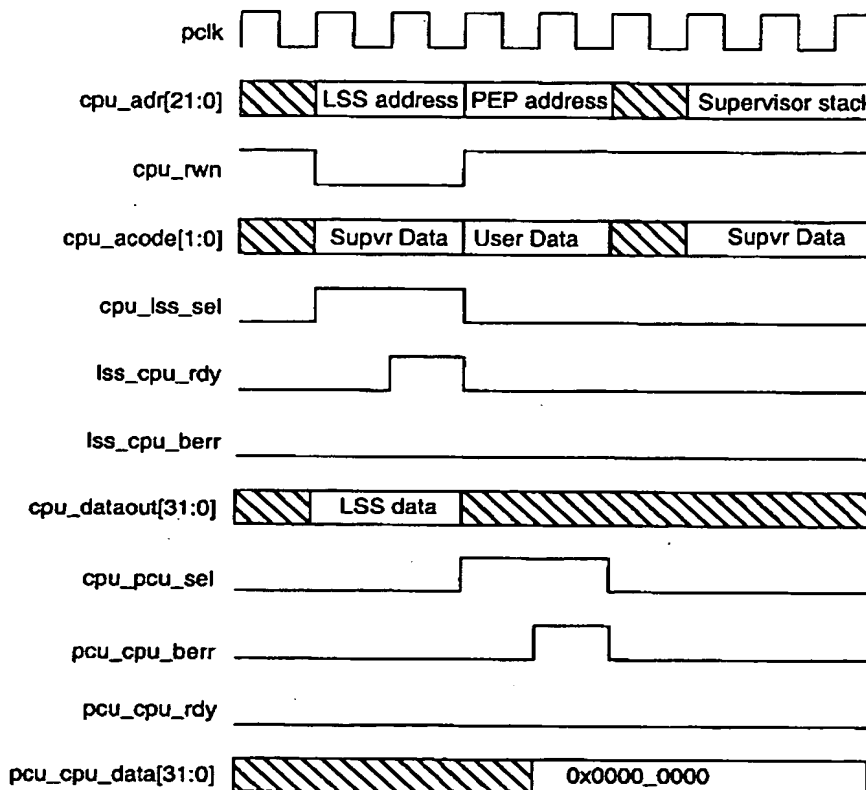 pclk
cpu_adr[21:0] LSS address PEP address Supervisor stack
cpu_rwn
cpu_acode[1:0] Supvr Data User Data Supvr Data
cpu_lss_sel
lss_cpu_rdy
lss_cpu_berr
cpu_dataout[31:0] LSS data
cpu_pcu_sel
pcu_cpu_berr
pcu_cpu_rdy
pcu_cpu_data[31:0] 0x0000_0000